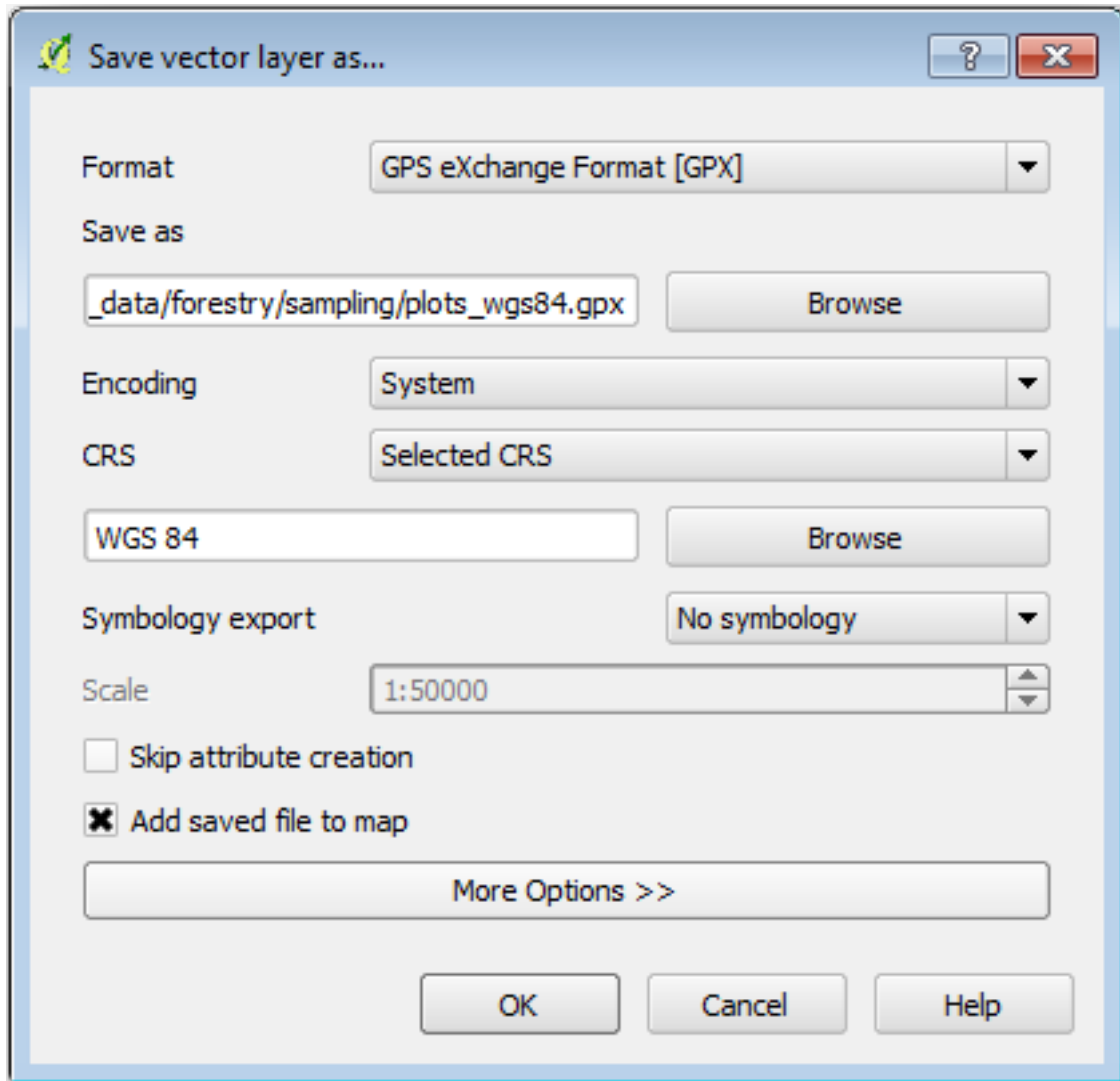 Save vector layer as...
Format GPS eXchange Format [GPX]
Save as
_data/forestry/sampling/plots_wgs84.gpx Browse
Encoding System
CRS Selected CRS
WGS 84 Browse
Symbology export No symbology
Scale 1:50000
Skip attribute creation
Add saved file to map
More Options >>
OK Cancel Help